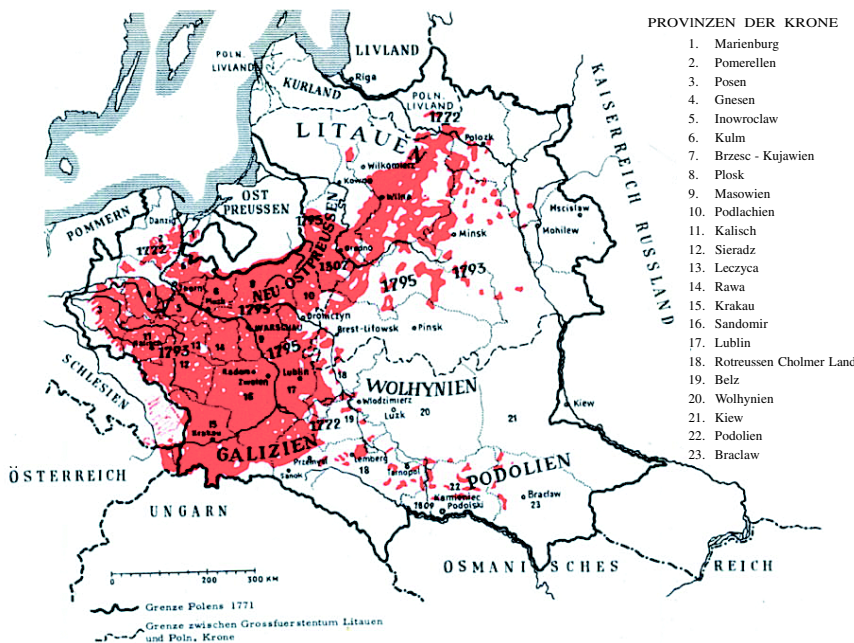 PROVINZEN DER KRONE
1. Marienburg
2. Pomerellen
3. Posen
4. Gnesen
5. Inowroclaw
6. Kulm
7. Brzesc - Kujawien
8. Plosk
9. Masowien
10. Podlachien
11. Kalisch
12. Sieradz
13. Leczyca
14. Rawa
15. Krakau
16. Sandomir
17. Lublin
18. Rotreussen Cholmer Land
19. Belz
20. Wolhynien
21. Kiew
22. Podolien
23. Braclaw
LIVLAND
POLN.
LIVLAND
Riga
KURLAND
POLN.
LIVLAND
1772
LITAUEN
Polozk
KAISERREICH RUSSLAND
Wilkomierz
Kowno
Wilna
Mscislaw
Mohilew
Minsk
POMMERN
Danzig
OST
PREUSSEN
1795
1772
Grodno
1807
NEU-OSTPREUSSEN
1795
1793
1795
Thorn
Plock
Drohiczyn
Brest-Litowsk
Pinsk
WARSCHAU
1793
1795
SCHLESIEN
Radom
Zwolen
Lublin
WOLHYNIEN
Wlodzimierz
Luzk
20
21
Kiew
1772
Krakau
GALIZIEN
Przemysl
Sanok
Lemberg
18
Tarnopol
PODOLIEN
22
Kamieniec
Podolski
1809
Braclaw
23
ÖSTERREICH
UNGARN
OSMANISCHES REICH
0 200 300 KM
Grenze Polens 1771
Grenze zwischen Grossfuerstentum Litauen
und Poln. Krone